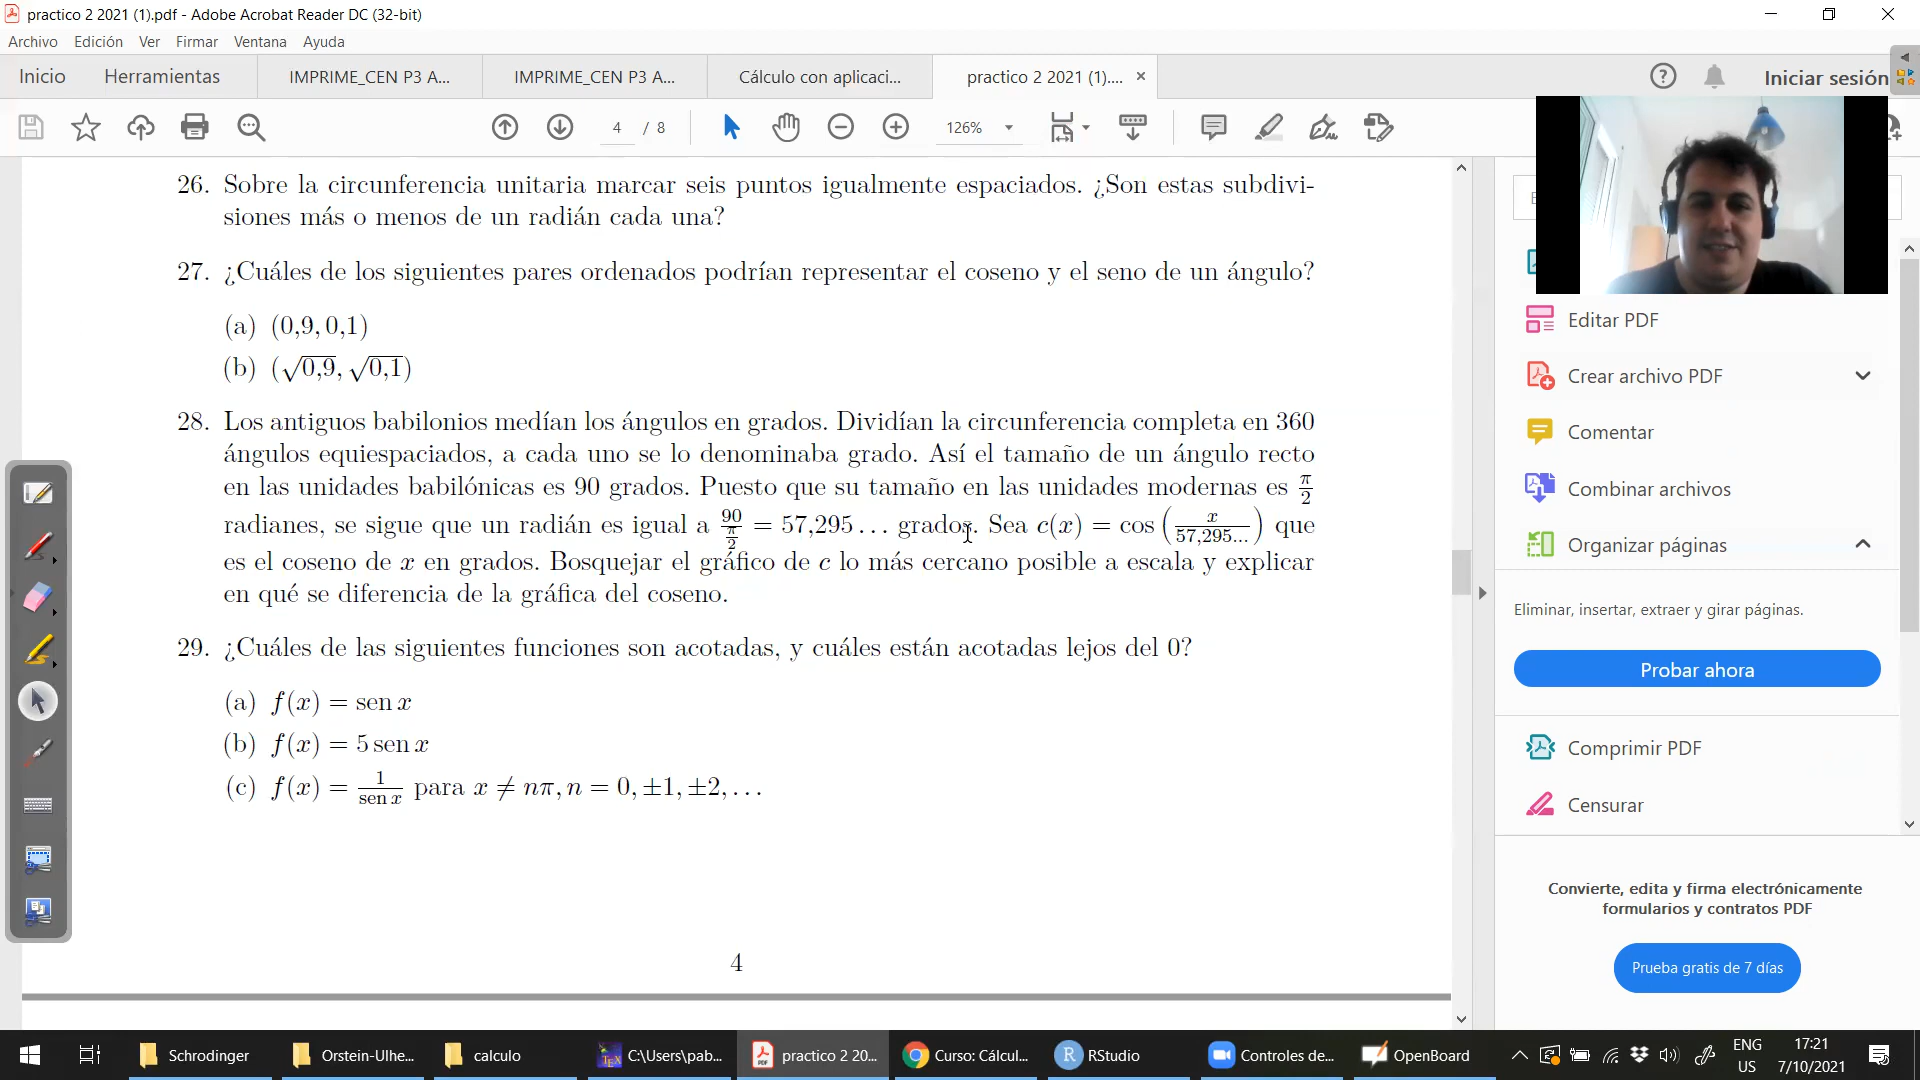 practico 2 2021 (1).pdf - Adobe Acrobat Reader DC (32-bit)
Archivo Edición Ver Firmar Ventana Ayuda
Inicio Herramientas IMPRIME_CEN P3 A... IMPRIME_CEN P3 A... Cálculo con aplicaci... practico 2 2021 (1).... × Iniciar sesión
4 / 8 126%
26. Sobre la circunferencia unitaria marcar seis puntos igualmente espaciados. ¿Son estas subdivi-
siones más o menos de un radián cada una?
27. ¿Cuáles de los siguientes pares ordenados podrían representar el coseno y el seno de un ángulo?
(a) (0,9, 0,1)
(b) (√0,9, √0,1)
28. Los antiguos babilonios medían los ángulos en grados. Dividían la circunferencia completa en 360
ángulos equiespaciados, a cada uno se lo denominaba grado. Así el tamaño de un ángulo recto
en las unidades babilónicas es 90 grados. Puesto que su tamaño en las unidades modernas es π/2
radianes, se sigue que un radián es igual a 90/(π/2) = 57,295... grados. Sea c(x) = cos (x/57,295...) que
es el coseno de x en grados. Bosquejar el gráfico de c lo más cercano posible a escala y explicar
en qué se diferencia de la gráfica del coseno.
29. ¿Cuáles de las siguientes funciones son acotadas, y cuáles están acotadas lejos del 0?
(a) f(x) = sen x
(b) f(x) = 5 sen x
(c) f(x) = 1/sen x para x ≠ nπ, n = 0, ±1, ±2, ...
4
Editar PDF
Crear archivo PDF
Comentar
Combinar archivos
Organizar páginas
Eliminar, insertar, extraer y girar páginas.
Probar ahora
Comprimir PDF
Censurar
Convierte, edita y firma electrónicamente
formularios y contratos PDF
Prueba gratis de 7 días
Schrodinger Orstein-Ulhe... calculo C:\Users\pab... practico 2 20... Curso: Cálcul... RStudio Controles de... OpenBoard ENG 17:21
US 7/10/2021